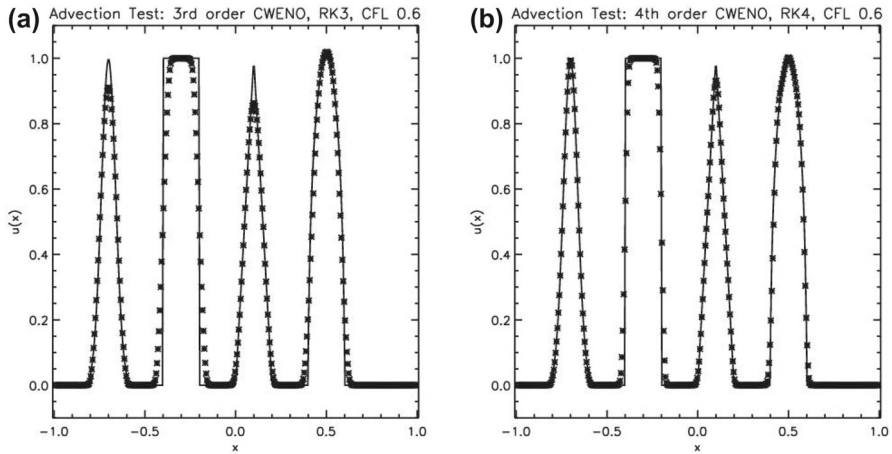 (a) Advection Test: 3rd order CWENO, RK3, CFL 0.6
u(x)
1.0
0.8
0.6
0.4
0.2
0.0
-1.0 -0.5 0.0 0.5 1.0
x
(b) Advection Test: 4th order CWENO, RK4, CFL 0.6
u(x)
1.0
0.8
0.6
0.4
0.2
0.0
-1.0 -0.5 0.0 0.5 1.0
x